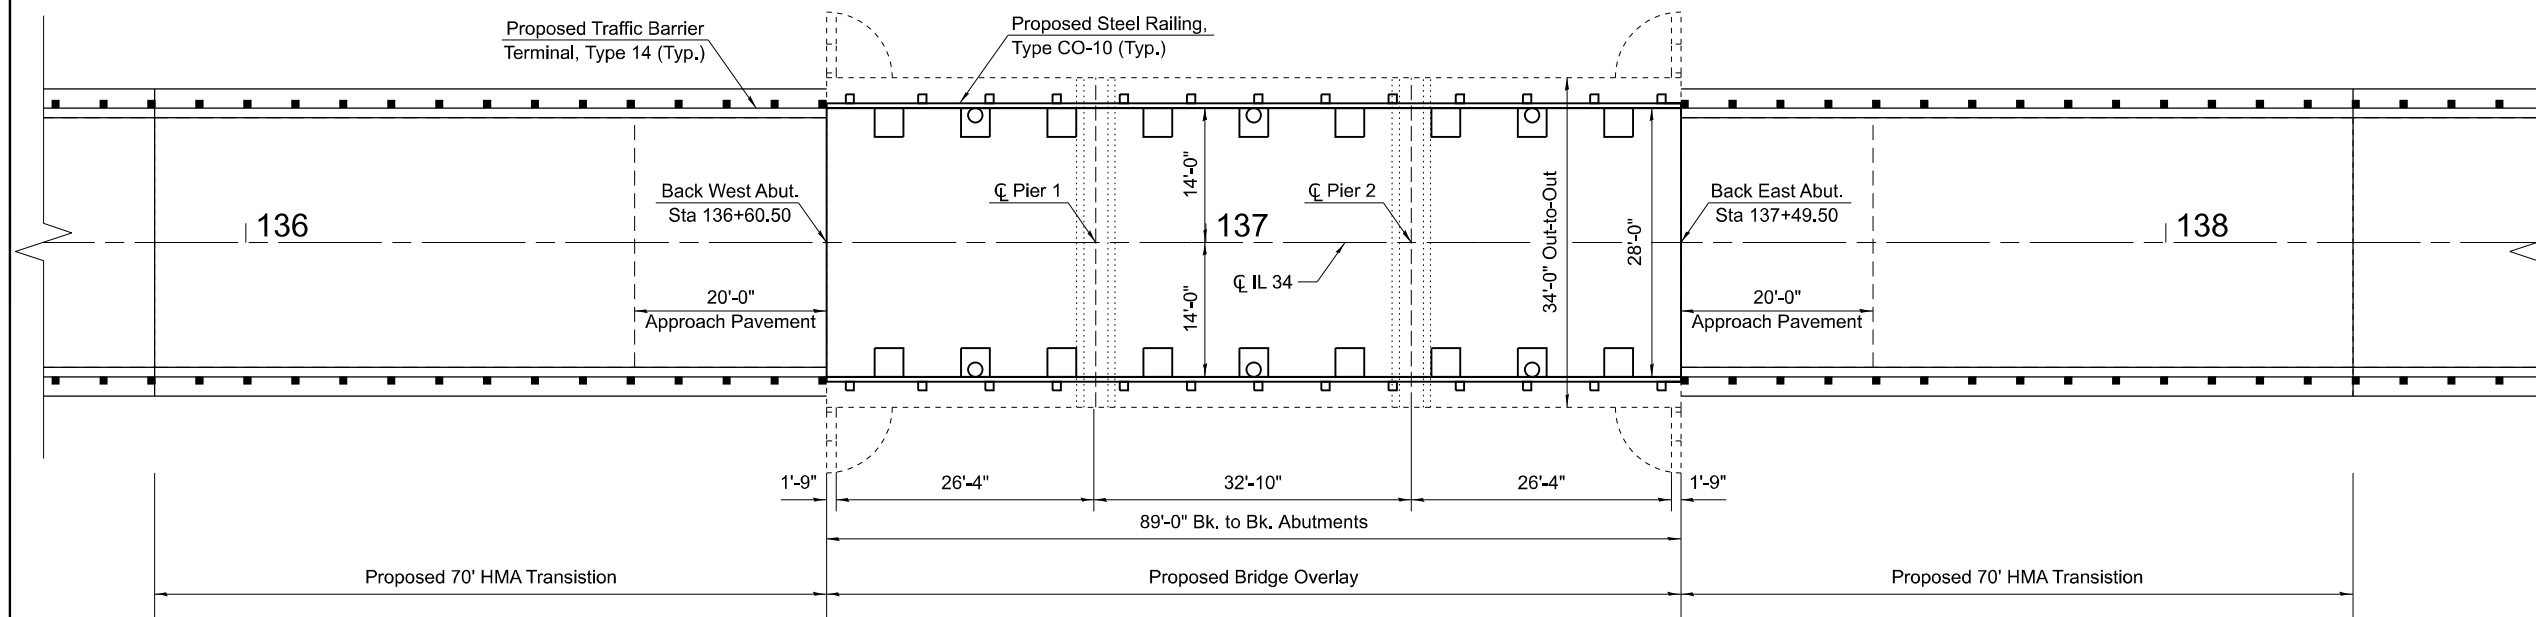 Proposed Traffic Barrier
Terminal, Type 14 (Typ.)
Proposed Steel Railing,
Type CO-10 (Typ.)
136
Back West Abut.
Sta 136+60.50
20'-0"
Approach Pavement
℄ Pier 1
14'-0"
14'-0"
137
℄ IL 34
℄ Pier 2
34'-0" Out-to-Out
28'-0"
Back East Abut.
Sta 137+49.50
20'-0"
Approach Pavement
138
1'-9"
26'-4"
32'-10"
26'-4"
1'-9"
89'-0" Bk. to Bk. Abutments
Proposed 70' HMA Transistion
Proposed Bridge Overlay
Proposed 70' HMA Transistion